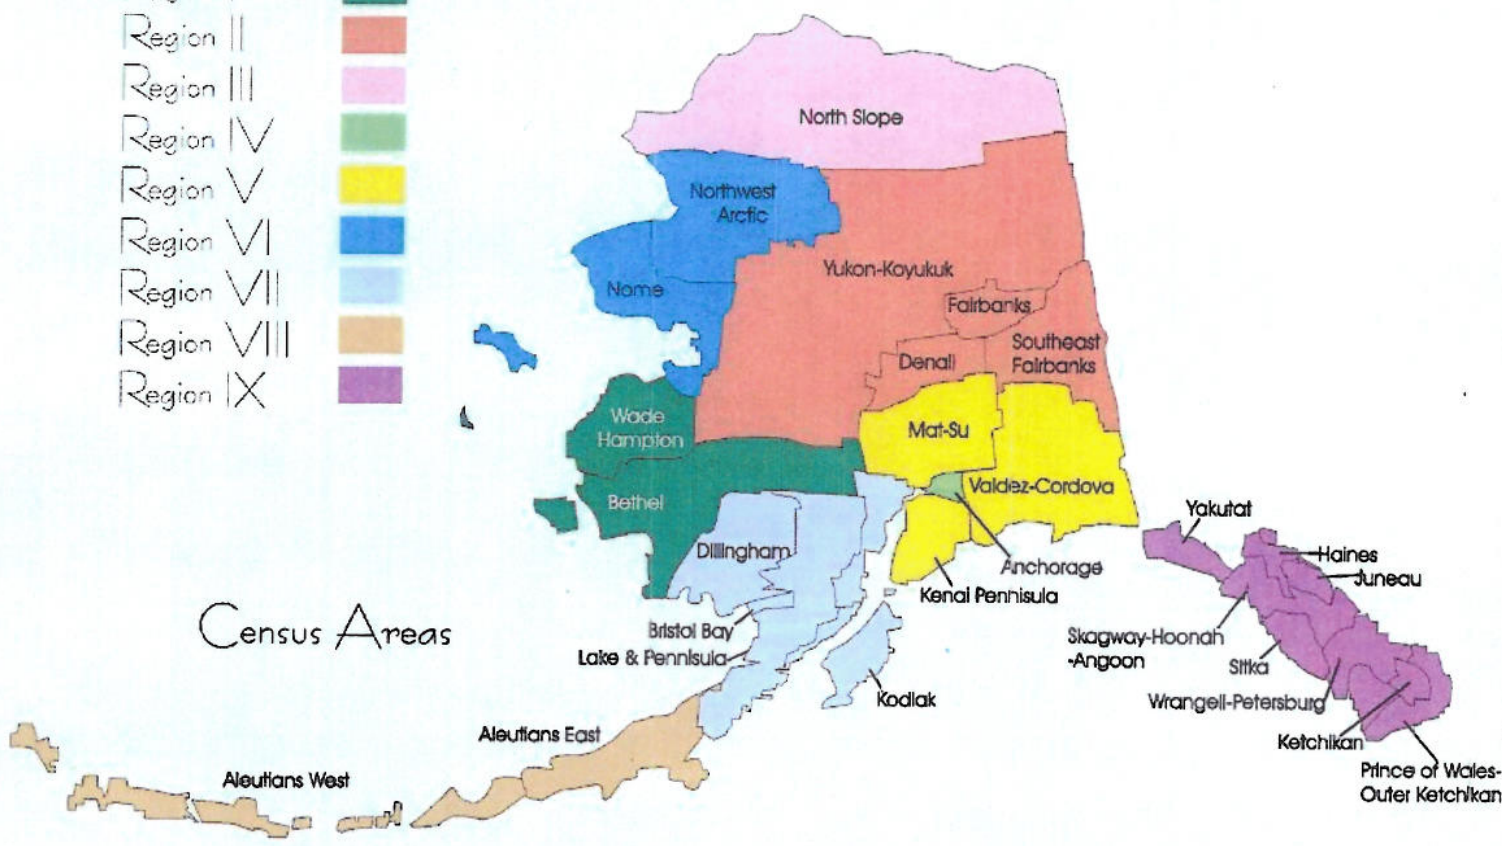 Region II
Region III
Region IV
Region V
Region VI
Region VII
Region VIII
Region IX
North Slope
Northwest
Arctic
Nome
Yukon-Koyukuk
Fairbanks
Denali
Southeast
Fairbanks
Wade
Hampton
Mat-Su
Bethel
Valdez-Cordova
Dillingham
Anchorage
Kenai Pennisula
Bristol Bay
Lake & Pennisula
Kodiak
Yakutat
Haines
Juneau
Skagway-Hoonah
-Angoon
Sitka
Wrangell-Petersburg
Ketchikan
Prince of Wales-
Outer Ketchikan
Census Areas
Aleutians East
Aleutians West